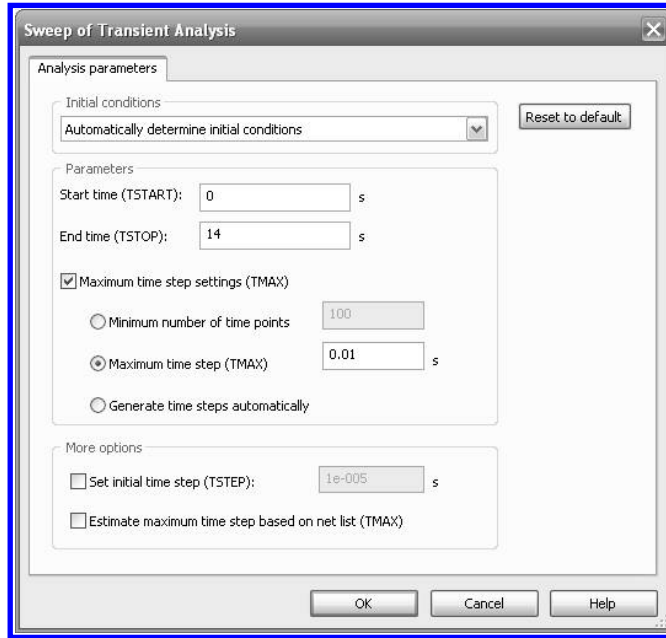 Sweep of Transient Analysis
Analysis parameters
Initial conditions
Automatically determine initial conditions
Reset to default
Parameters
Start time (TSTART): 0 s
End time (TSTOP): 14 s
Maximum time step settings (TMAX)
Minimum number of time points 100
Maximum time step (TMAX) 0.01 s
Generate time steps automatically
More options
Set initial time step (TSTEP): 1e-005 s
Estimate maximum time step based on net list (TMAX)
OK Cancel Help